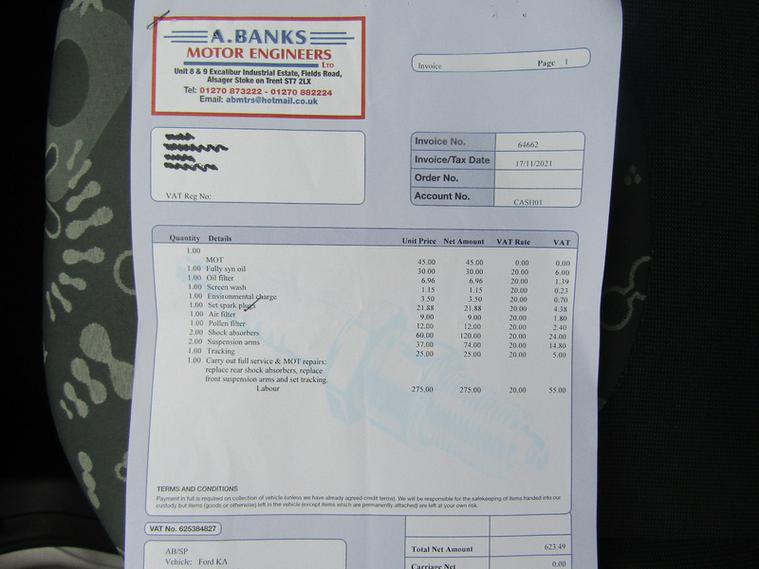 A.BANKS
MOTOR ENGINEERS LTD
Unit 8 & 9 Excalibur Industrial Estate, Fields Road,
Alsager Stoke on Trent ST7 2LX
Tel: 01270 873222 - 01270 882224
Email: abmtrs@hotmail.co.uk
Invoice Page 1
VAT Reg No:
Invoice No. 64662
Invoice/Tax Date 17/11/2021
Order No.
Account No. CASH01
Quantity Details Unit Price Net Amount VAT Rate VAT
1.00
MOT 45.00 45.00 0.00 0.00
1.00 Fully syn oil 30.00 30.00 20.00 6.00
1.00 Oil filter 6.96 6.96 20.00 1.39
1.00 Screen wash 1.15 1.15 20.00 0.23
1.00 Environmental charge 3.50 3.50 20.00 0.70
1.00 Set spark plugs 21.88 21.88 20.00 4.38
1.00 Air filter 9.00 9.00 20.00 1.80
1.00 Pollen filter 12.00 12.00 20.00 2.40
2.00 Shock absorbers 60.00 120.00 20.00 24.00
2.00 Suspension arms 37.00 74.00 20.00 14.80
1.00 Tracking 25.00 25.00 20.00 5.00
1.00 Carry out full service & MOT repairs:
replace rear shock absorbers, replace
front suspension arms and set tracking.
Labour 275.00 275.00 20.00 55.00
TERMS AND CONDITIONS
Payment in full is required on collection of vehicle (unless we have already agreed credit terms). We will be responsible for the safekeeping of items handed into our
custody but items (goods or otherwise) left in the vehicle (except items which are permanently attached) are left at your own risk.
VAT No. 625384827
AB/SP
Vehicle: Ford KA
Total Net Amount 623.49
Carriage Net 0.00